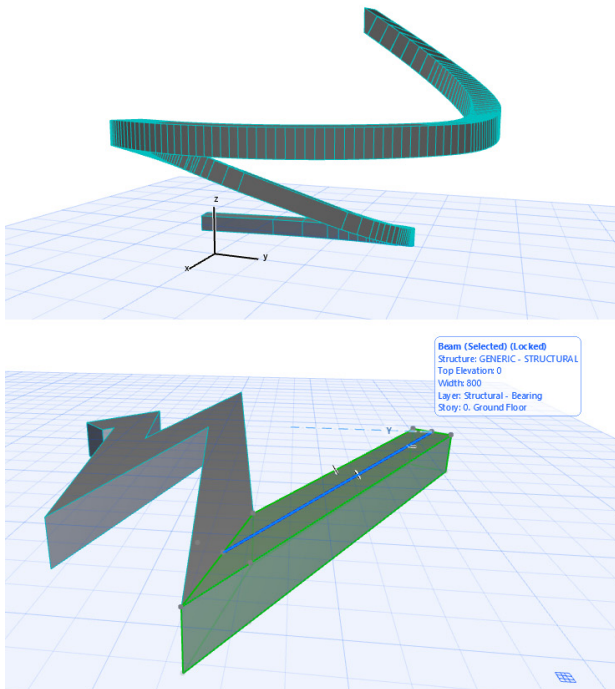 z
x
y
Beam (Selected) (Locked)
Structure: GENERIC - STRUCTURAL
Top Elevation: 0
Width: 800
Layer: Structural - Bearing
Story: 0. Ground Floor
Y